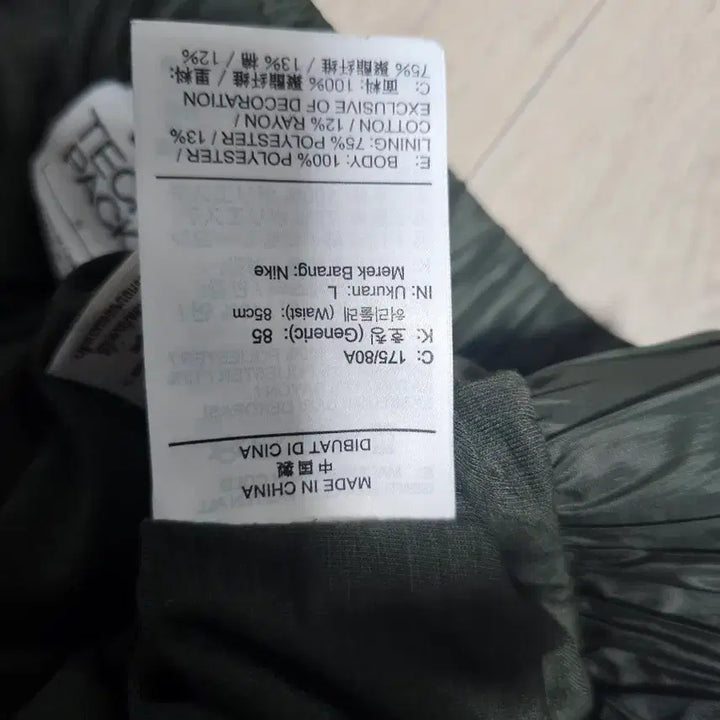 MADE IN CHINA
中国製
DIBUAT DI CINA
C: 175/80A
K: 호칭 (Generic): 85
허리둘레 (Waist): 85cm
IN: Ukuran: L
Merek Barang: Nike
E: BODY: 100% POLYESTER /
LINING: 75% POLYESTER / 13%
COTTON / 12% RAYON /
EXCLUSIVE OF DECORATION
C: 面料: 100% 聚酯纤维 / 里料:
75% 聚酯纤维 / 13% 棉 / 12%
TEC
PACK